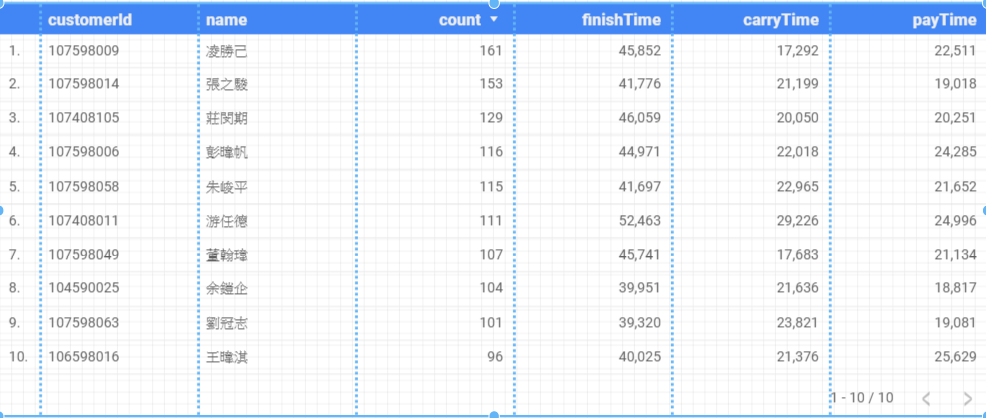 customerId name count finishTime carryTime payTime
1. 107598009 凌勝己 161 45,852 17,292 22,511
2. 107598014 張之駿 153 41,776 21,199 19,018
3. 107408105 莊閔期 129 46,059 20,050 20,251
4. 107598006 彭暐帆 116 44,971 22,018 24,285
5. 107598058 朱峻平 115 41,697 22,965 21,652
6. 107408011 游任德 111 52,463 29,226 24,996
7. 107598049 董翰瑋 107 45,741 17,683 21,134
8. 104590025 余鎧企 104 39,951 21,636 18,817
9. 107598063 劉冠志 101 39,320 23,821 19,081
10. 106598016 王暐淇 96 40,025 21,376 25,629
1 - 10 / 10